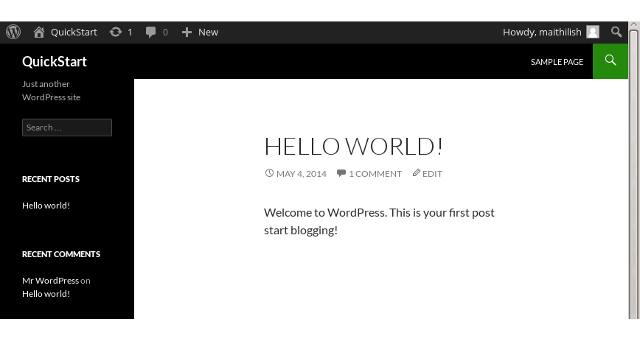 QuickStart 1 0 New Howdy, maithilish
QuickStart
SAMPLE PAGE
Just another
WordPress site
Search ...
RECENT POSTS
Hello world!
RECENT COMMENTS
Mr WordPress on
Hello world!
HELLO WORLD!
MAY 4, 2014 1 COMMENT EDIT
Welcome to WordPress. This is your first post
start blogging!